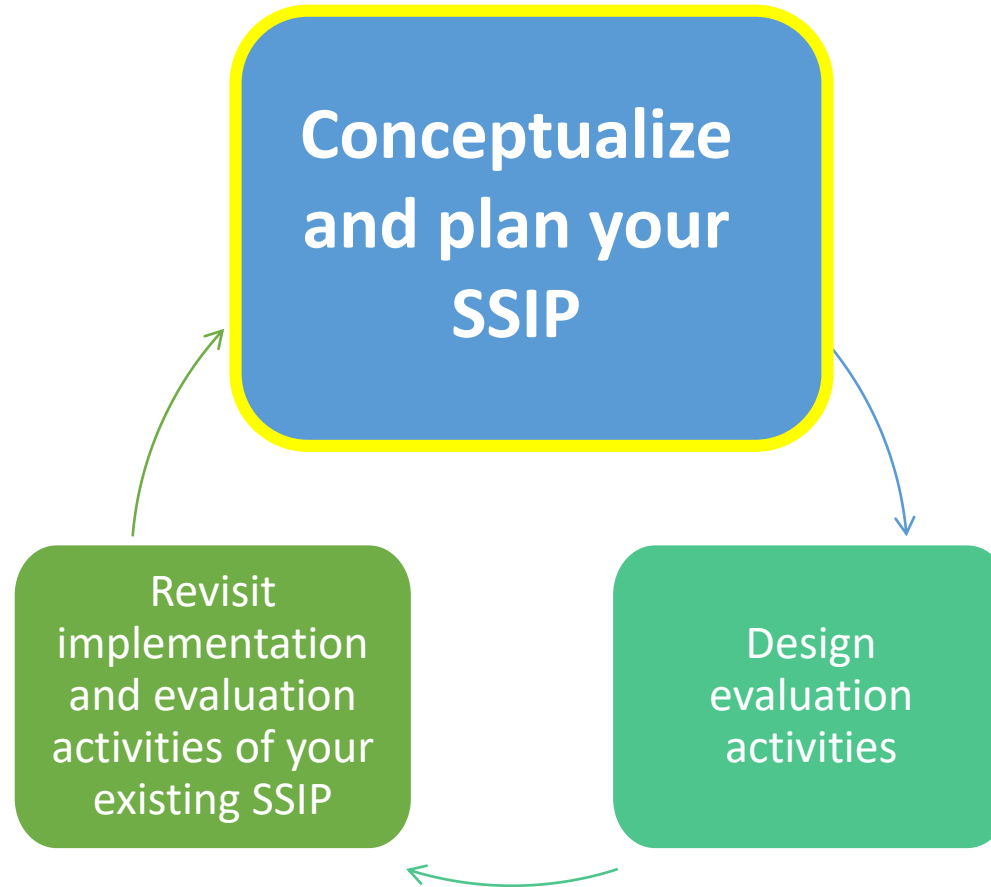 Conceptualize
and plan your
SSIP
Revisit
implementation
and evaluation
activities of your
existing SSIP
Design
evaluation
activities